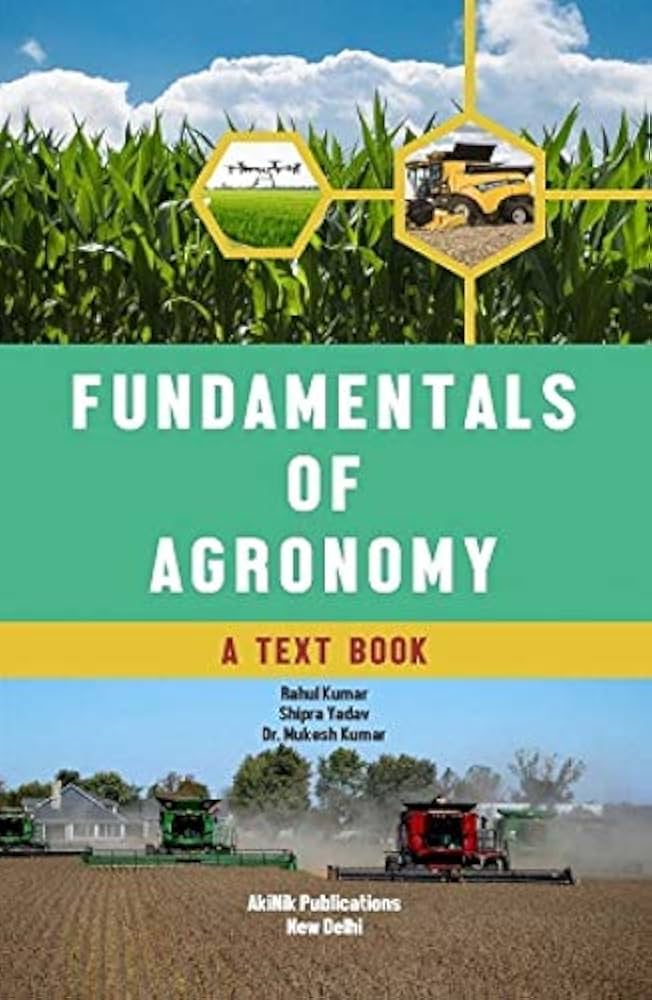 FUNDAMENTALS
OF
AGRONOMY
A TEXT BOOK
Rahul Kumar
Shipra Yadav
Dr. Mukesh Kumar
AkiNik Publications
New Delhi